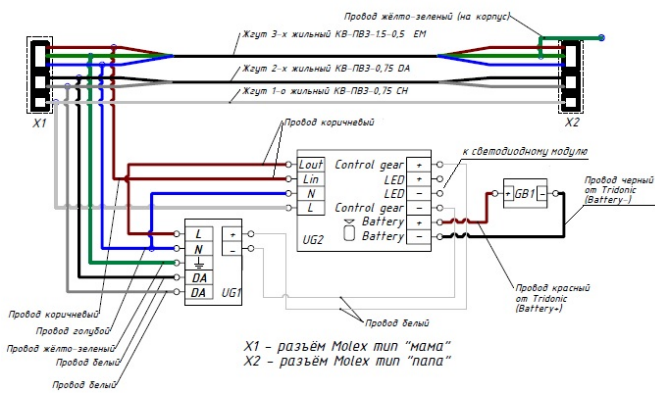 Провод жёлто-зеленый (на корпус)
Жгут 3-х жильный КВ-ПВ3-1.5-0,5 ЕМ
Жгут 2-х жильный КВ-ПВ3-0,75 DA
Жгут 1-о жильный КВ-ПВ3-0,75 CH
X1
X2
Провод коричневый
к светодиодному модулю
Lout
Lin
N
L
Control gear +
LED +
LED -
Control gear -
Battery +
Battery -
UG2
+ GB1 -
Провод черный
от Tridonic
(Battery-)
L
N
DA
DA
+
-
UG1
Провод красный
от Tridonic
(Battery+)
Провод коричневый
Провод голубой
Провод жёлто-зеленый
Провод белый
Провод белый
Провод белый
X1 - разъём Molex тип "мама"
X2 - разъём Molex тип "папа"